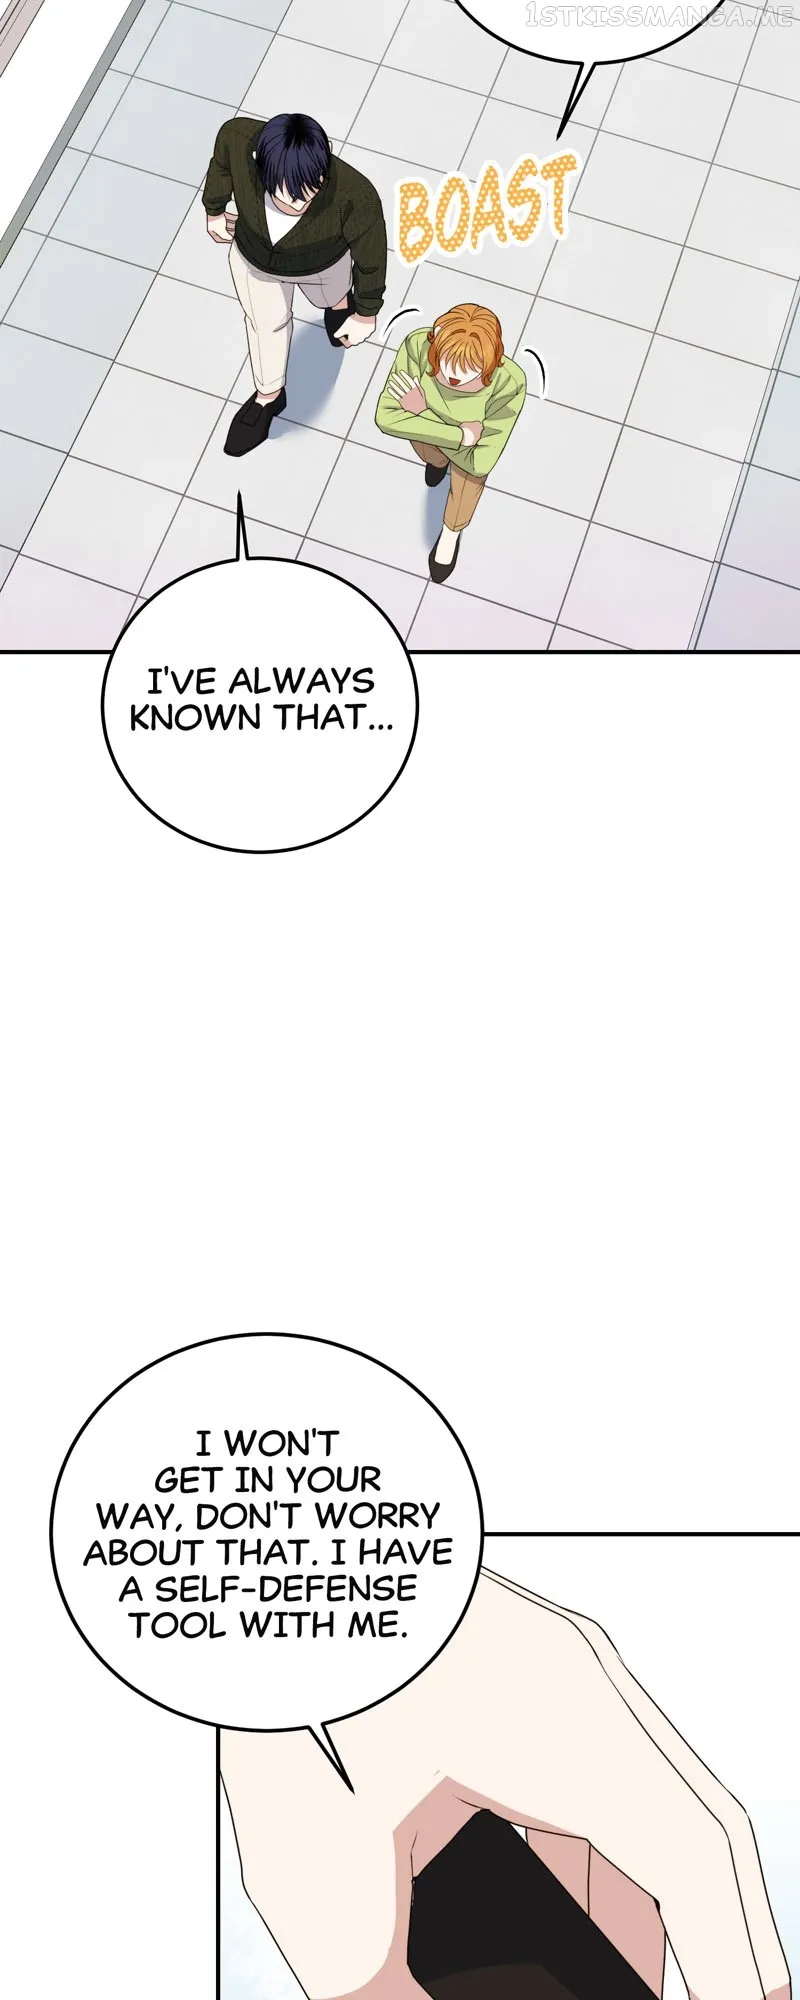 1STKISSMANGA.ME
BOAST
I'VE ALWAYS
KNOWN THAT...
I WON'T
GET IN YOUR
WAY, DON'T WORRY
ABOUT THAT. I HAVE
A SELF-DEFENSE
TOOL WITH ME.